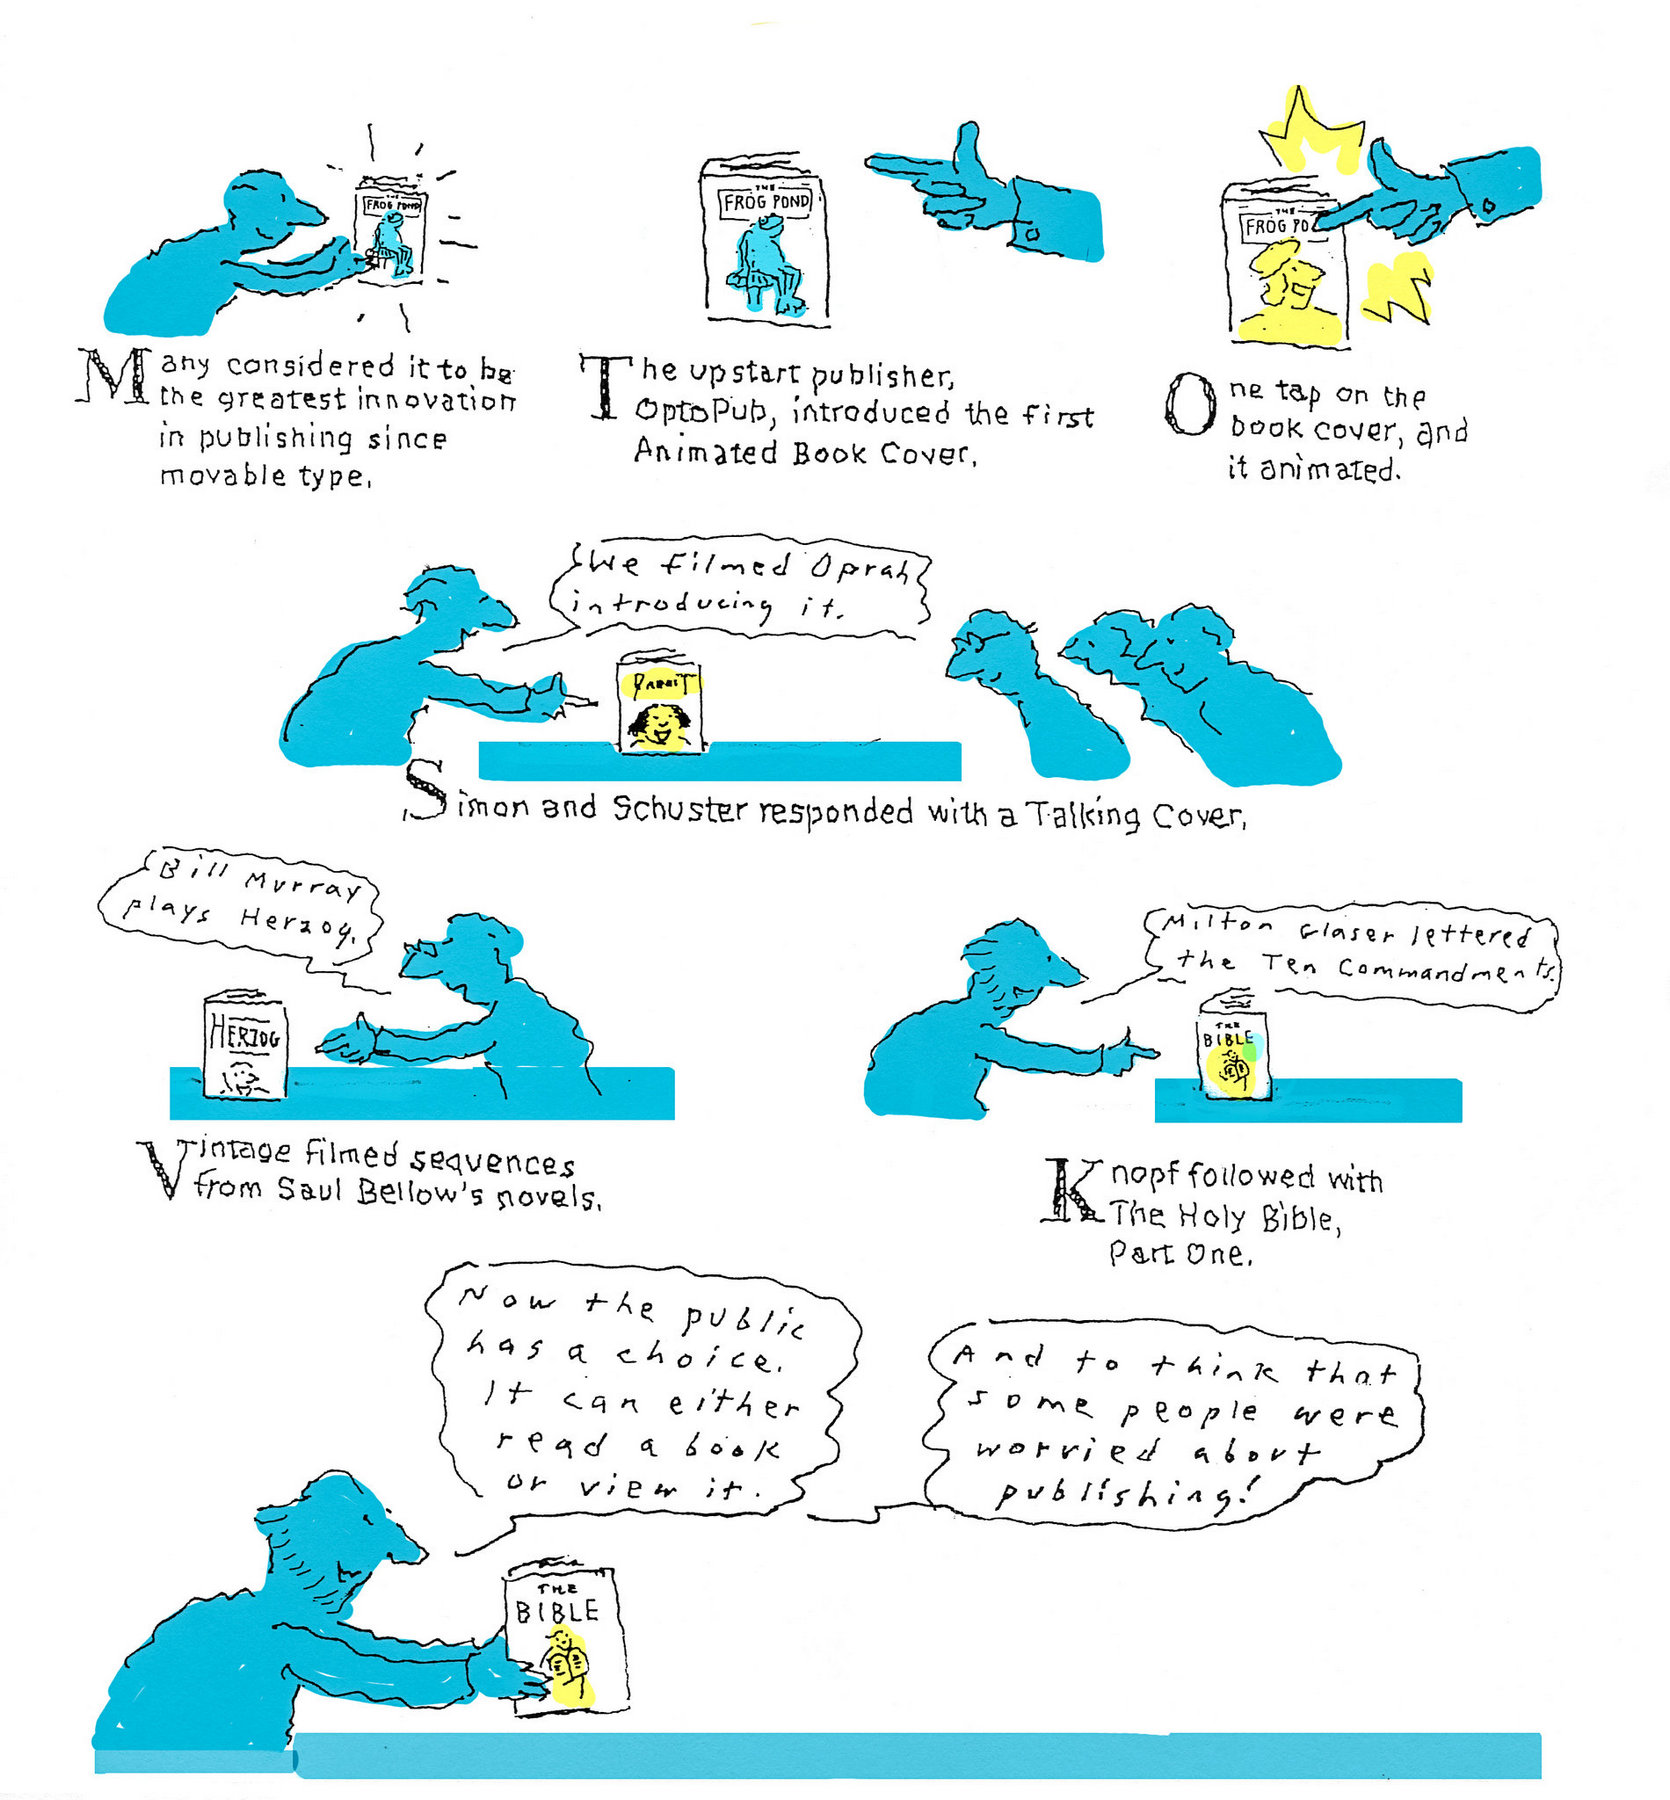 THE
FROG POND
THE
FROG POND
THE
FROG PO
Many considered it to be
the greatest innovation
in publishing since
movable type.
The upstart publisher,
OptoPub, introduced the first
Animated Book Cover.
One tap on the
book cover, and
it animated.
We filmed Oprah
introducing it.
Simon and Schuster responded with a Talking Cover.
Bill Murray
plays Herzog.
HERZOG
Vintage filmed sequences
from Saul Bellow's novels.
Milton Glaser lettered
the Ten Commandments.
THE
BIBLE
Knopf followed with
The Holy Bible,
Part One.
Now the public
has a choice.
It can either
read a book
or view it.
And to think that
some people were
worried about
publishing!
THE
BIBLE